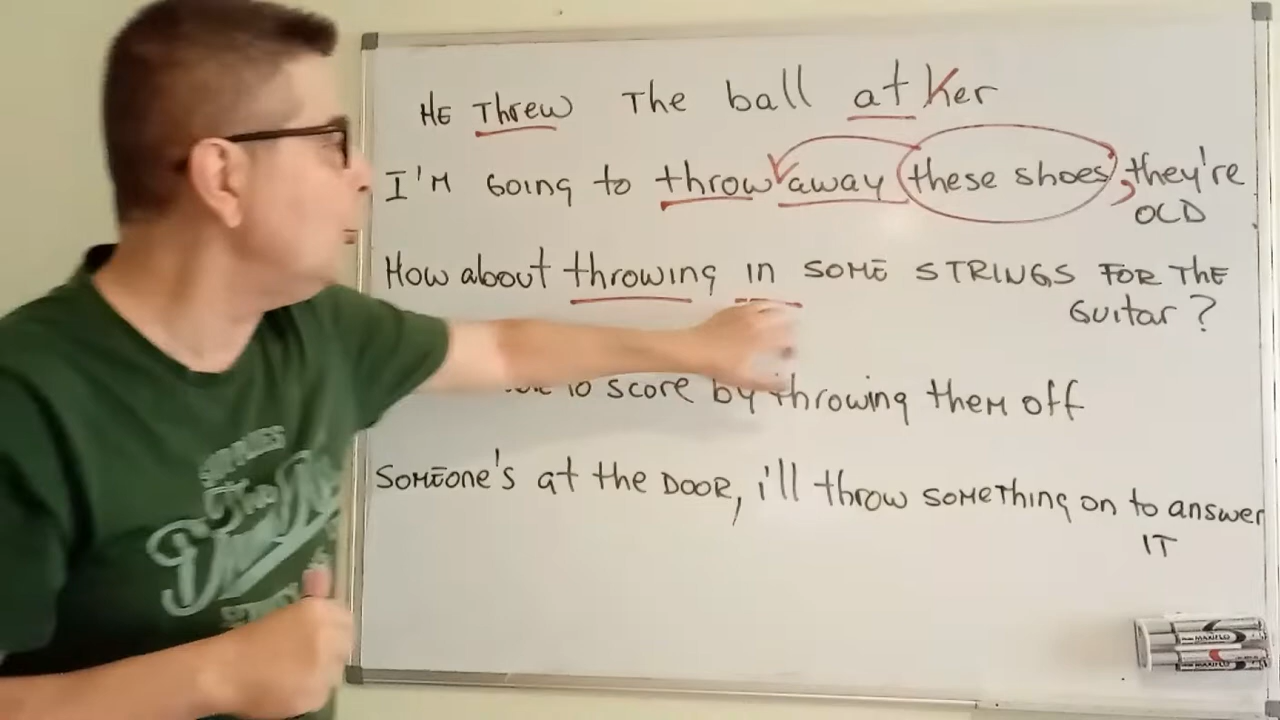 HE Threw The ball at Ker
I'M Going to throw away these shoes, they're
OLD
How about throwing in SOME STRINGS FOR THE
Guitar?
to score by throwing theM off
SOMEone's at the DOOR, i'll throw soMeThing on to answer
IT